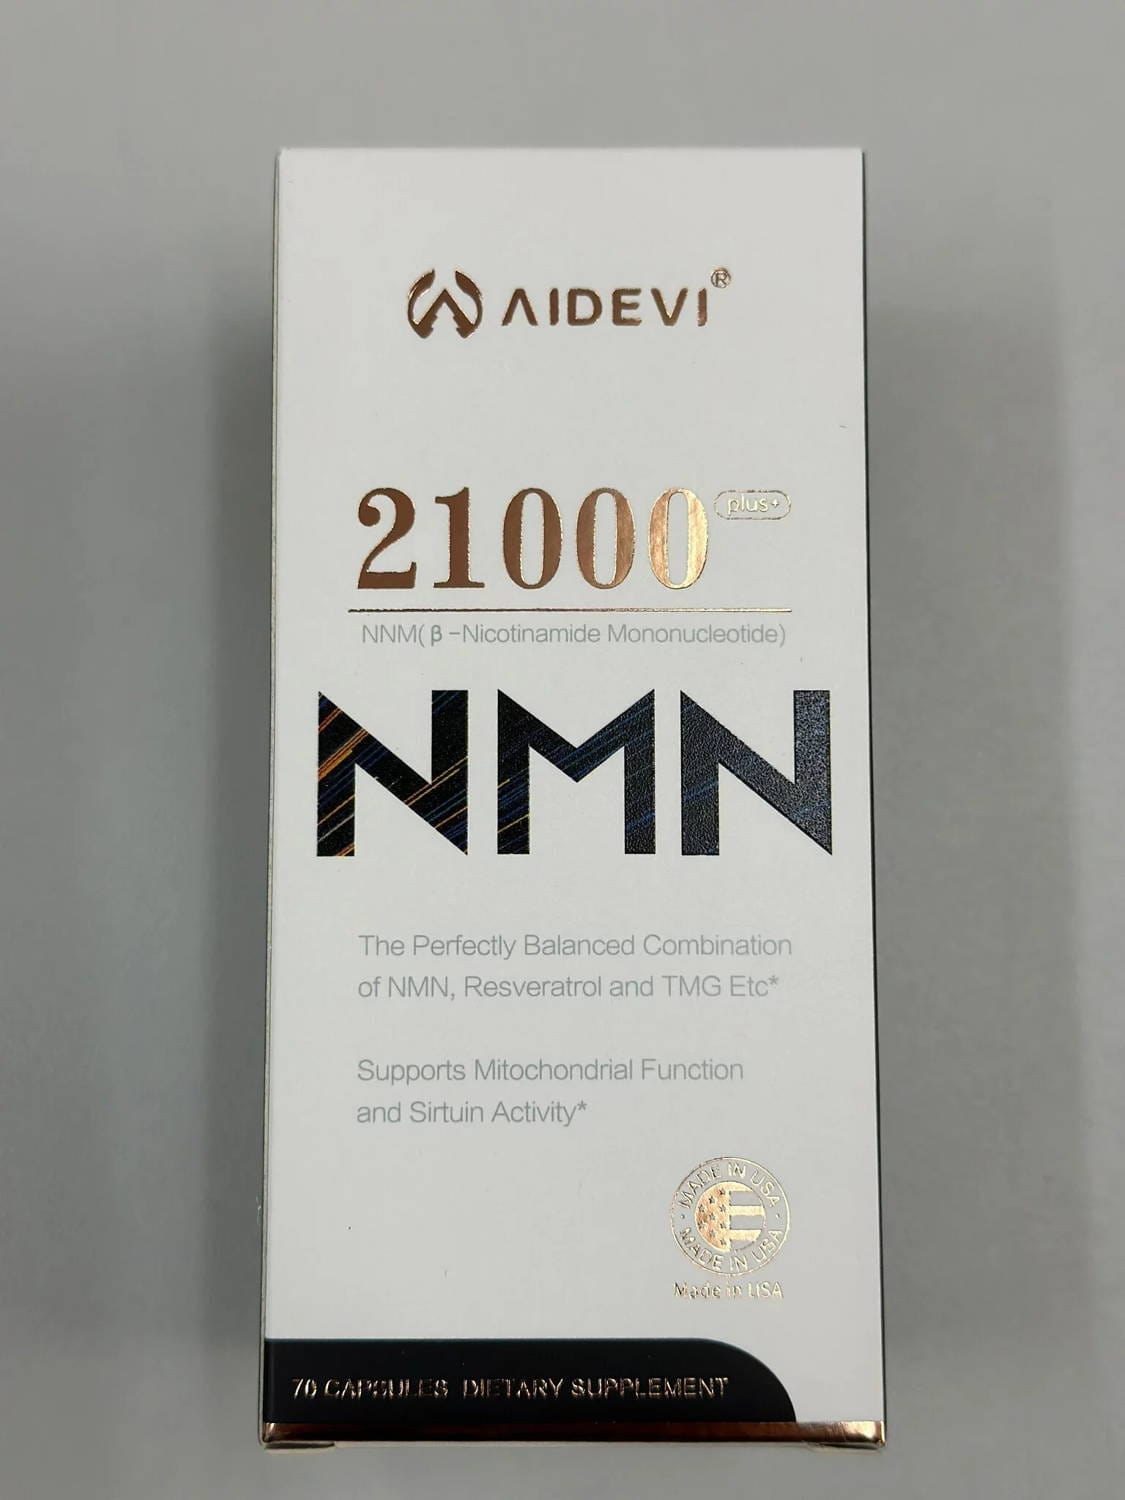 AIDEVI®
21000 plus+
NNM(β-Nicotinamide Mononucleotide)
NMN
The Perfectly Balanced Combination
of NMN, Resveratrol and TMG Etc*
Supports Mitochondrial Function
and Sirtuin Activity*
MADE IN USA
MADE IN USA
Made in USA
70 CAPSULES DIETARY SUPPLEMENT